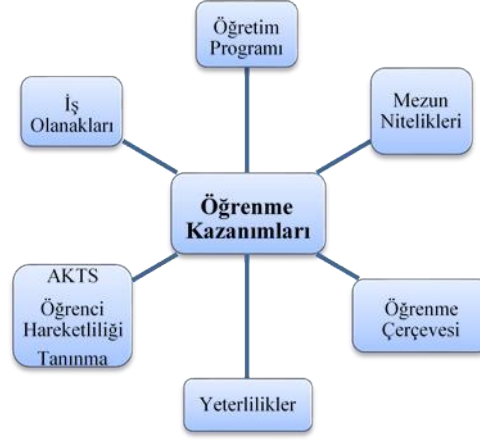 Öğretim
Programı
İş
Olanakları
Mezun
Nitelikleri
Öğrenme
Kazanımları
AKTS
Öğrenci
Hareketliliği
Tanınma
Öğrenme
Çerçevesi
Yeterlilikler